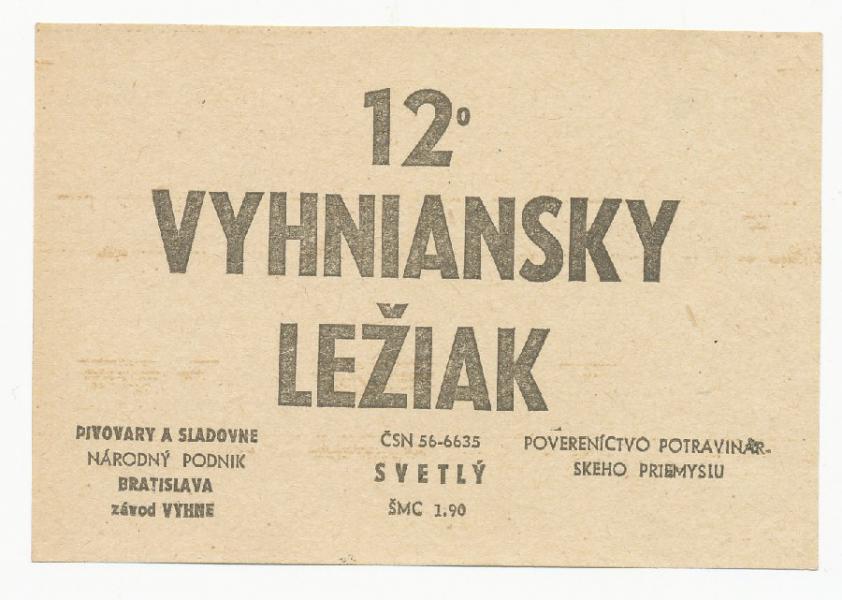 12°
VYHNIANSKY
LEŽIAK
PIVOVARY A SLADOVNE
NÁRODNÝ PODNIK
BRATISLAVA
závod VYHNE
ČSN 56-6635
SVETLÝ
ŠMC 1.90
POVERENÍCTVO POTRAVINÁR-
SKEHO PRIEMYSLU